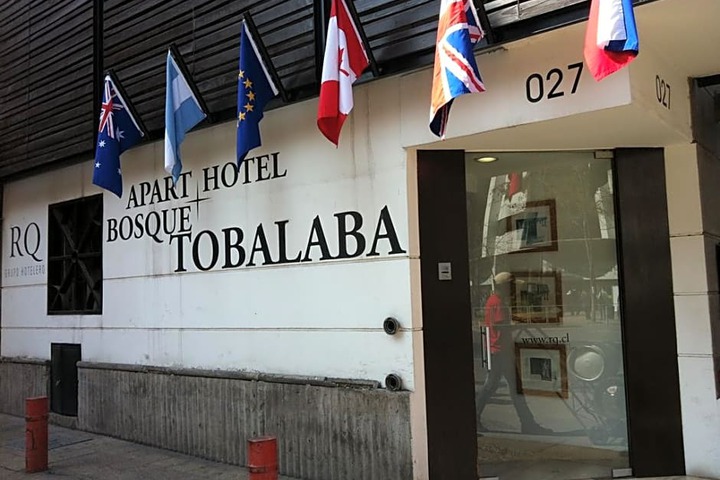 027
027
APART HOTEL
BOSQUE
TOBALABA
RQ
GRUPO HOTELERO
www.rq.cl